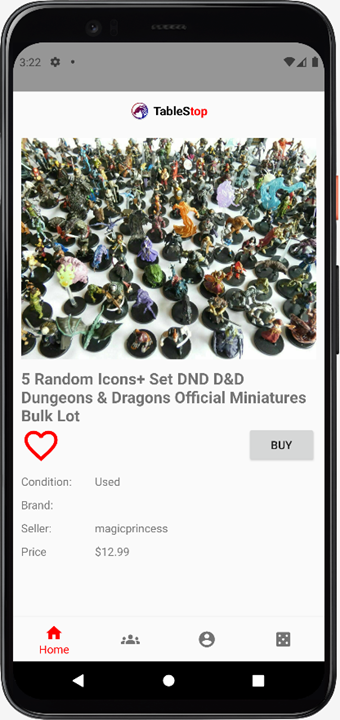 3:22
TableStop
5 Random Icons+ Set DND D&D
Dungeons & Dragons Official Miniatures
Bulk Lot
BUY
Condition: Used
Brand:
Seller: magicprincess
Price $12.99
Home